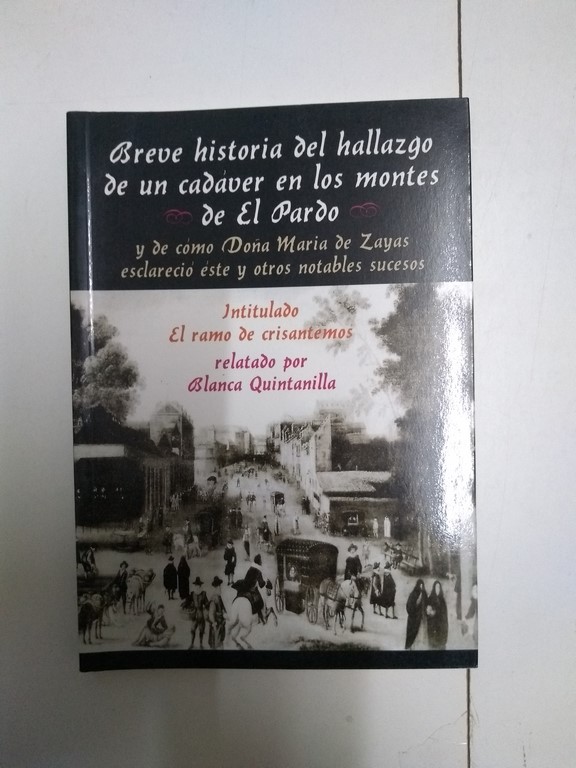 Breve historia del hallazgo
de un cadáver en los montes
de El Pardo
y de cómo Doña María de Zayas
esclareció éste y otros notables sucesos
Intitulado
El ramo de crisantemos
relatado por
Blanca Quintanilla